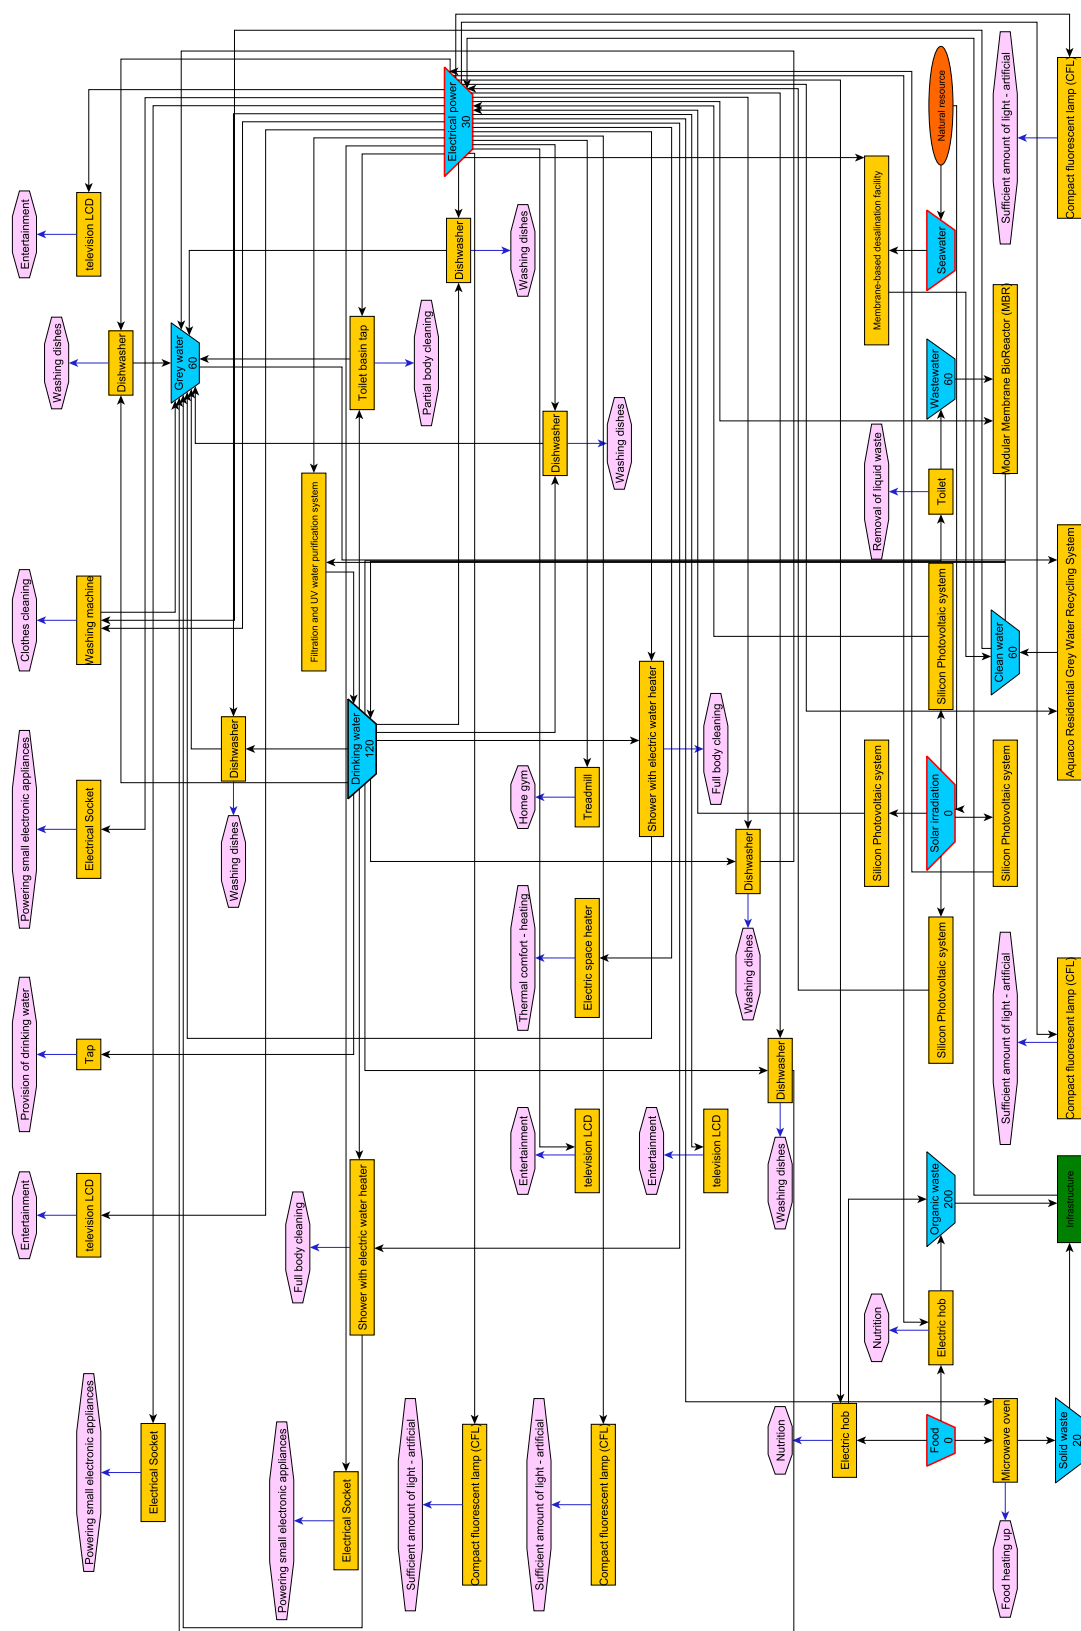 Entertainment
television LCD
Washing dishes
Dishwasher
Grey water
60
Clothes cleaning
Washing machine
Powering small electronic appliances
Electrical Socket
Provision of drinking water
Tap
Entertainment
television LCD
Powering small electronic appliances
Electrical Socket
Dishwasher
Washing dishes
Filtration and UV water purification system
Toilet basin tap
Partial body cleaning
Drinking water
120
Full body cleaning
Shower with electric water heater
Powering small electronic appliances
Electrical Socket
Sufficient amount of light - artificial
Compact fluorescent lamp (CFL)
Electrical power
30
Dishwasher
Washing dishes
Dishwasher
Washing dishes
Home gym
Treadmill
Thermal comfort - heating
Electric space heater
Entertainment
television LCD
Sufficient amount of light - artificial
Compact fluorescent lamp (CFL)
Shower with electric water heater
Full body cleaning
Entertainment
television LCD
Dishwasher
Washing dishes
Dishwasher
Washing dishes
Nutrition
Electric hob
Membrane-based desalination facility
Removal of liquid waste
Silicon Photovoltaic system
Nutrition
Natural resource
Seawater
Wastewater
60
Toilet
Silicon Photovoltaic system
Solar irradiation
0
Silicon Photovoltaic system
Organic waste
200
Electric hob
Food
0
Sufficient amount of light - artificial
Compact fluorescent lamp (CFL)
Modular Membrane BioReactor (MBR)
Clean water
60
Silicon Photovoltaic system
Aquaco Residential Grey Water Recycling System
Sufficient amount of light - artificial
Compact fluorescent lamp (CFL)
Infrastructure
Microwave oven
Food heating up
Solid waste
20